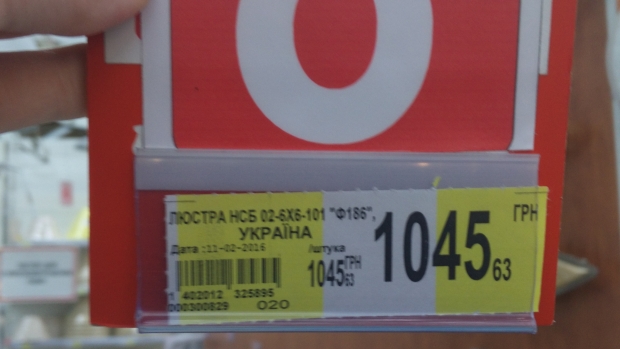 ЛЮСТРА НСБ 02-6Х6-101 "Ф186",
УКРАЇНА
Дата :11-02-2016
/штука
1045 ГРН 63
1045 63 ГРН
1 402012 325895
000300829 020